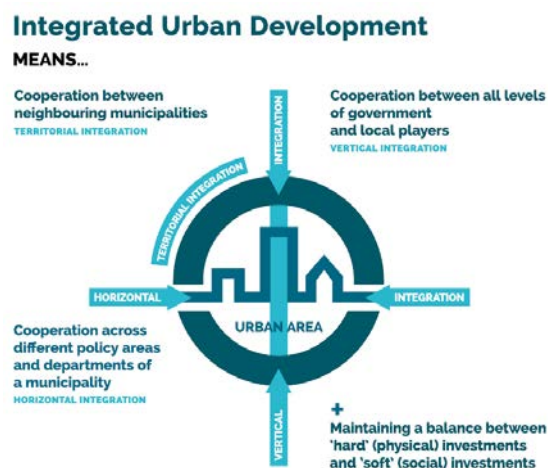 Integrated Urban Development
MEANS...
Cooperation between
neighbouring municipalities
TERRITORIAL INTEGRATION
Cooperation between all levels
of government
and local players
VERTICAL INTEGRATION
INTEGRATION
TERRITORIAL INTEGRATION
HORIZONTAL
INTEGRATION
URBAN AREA
Cooperation across
different policy areas
and departments of
a municipality
HORIZONTAL INTEGRATION
VERTICAL
+
Maintaining a balance between
'hard' (physical) investments
and 'soft' (social) investments